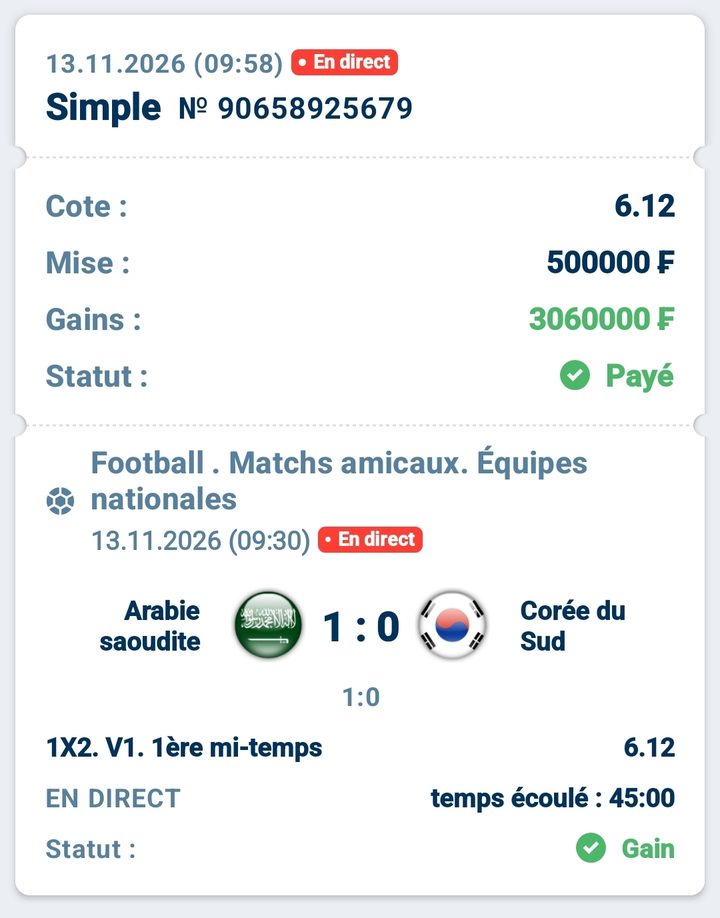 13.11.2026 (09:58) • En direct
Simple № 90658925679
Cote : 6.12
Mise : 500000 ₣
Gains : 3060000 ₣
Statut : Payé
Football . Matchs amicaux. Équipes
nationales
13.11.2026 (09:30) • En direct
Arabie
saoudite
1 : 0
Corée du
Sud
1:0
1X2. V1. 1ère mi-temps 6.12
EN DIRECT temps écoulé : 45:00
Statut : Gain